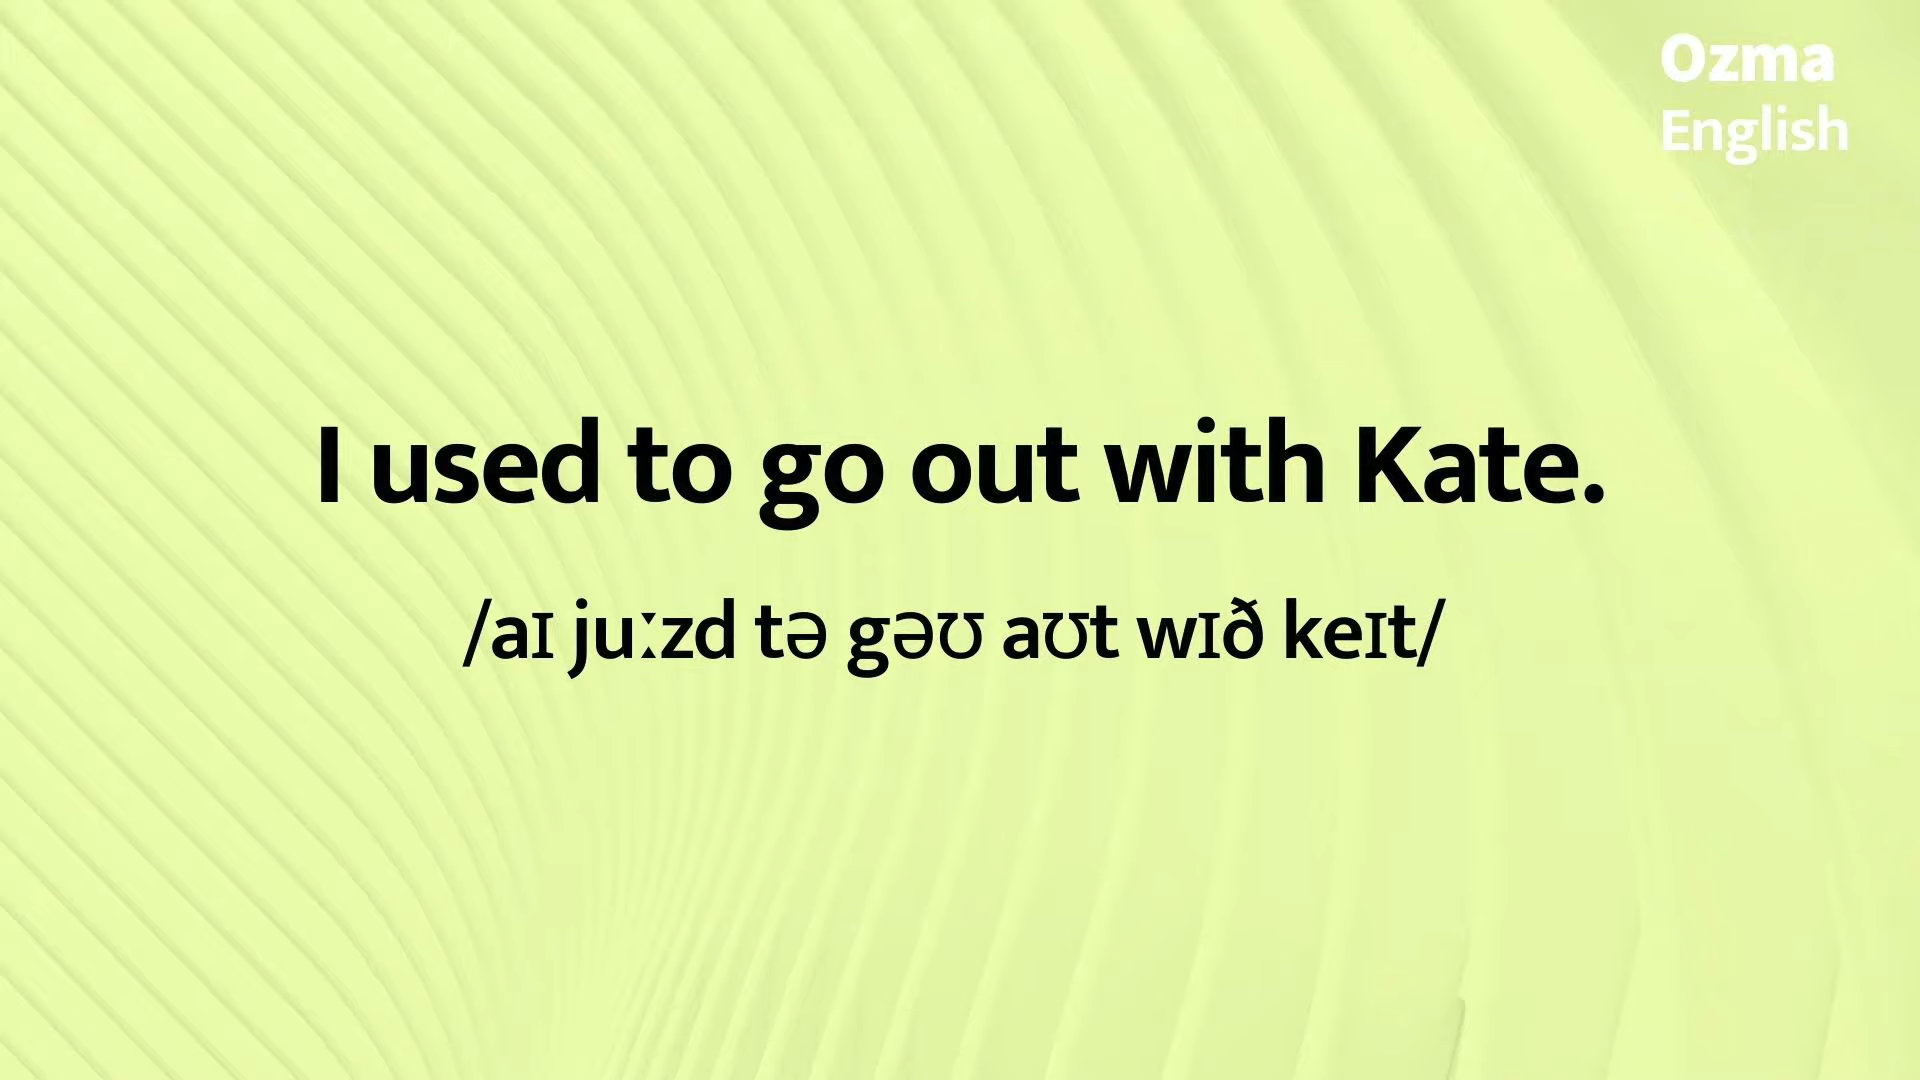 Ozma
English
I used to go out with Kate.
/aɪ juːzd tə gəʊ aʊt wɪð keɪt/